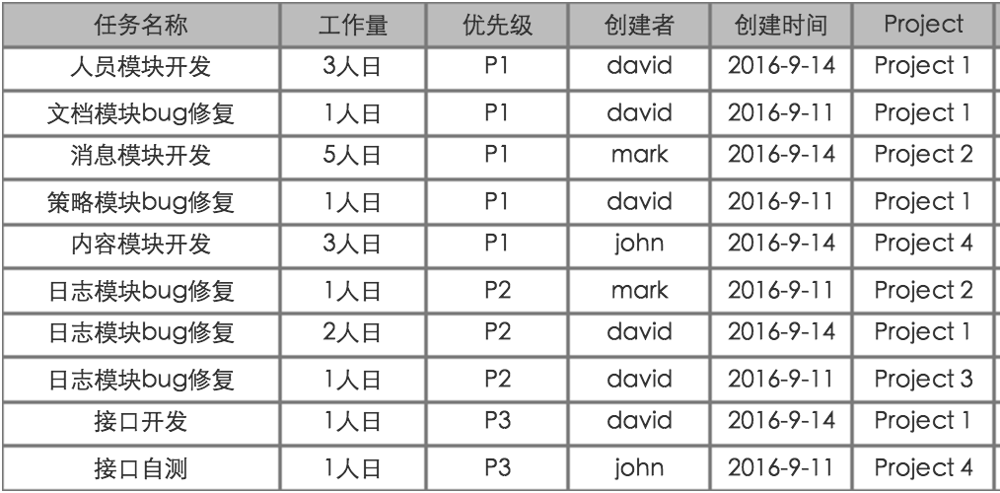 任务名称 工作量 优先级 创建者 创建时间 Project
人员模块开发 3人日 P1 david 2016-9-14 Project 1
文档模块bug修复 1人日 P1 david 2016-9-11 Project 1
消息模块开发 5人日 P1 mark 2016-9-14 Project 2
策略模块bug修复 1人日 P1 david 2016-9-11 Project 1
内容模块开发 3人日 P1 john 2016-9-14 Project 4
日志模块bug修复 1人日 P2 mark 2016-9-11 Project 2
日志模块bug修复 2人日 P2 david 2016-9-14 Project 1
日志模块bug修复 1人日 P2 david 2016-9-11 Project 3
接口开发 1人日 P3 david 2016-9-14 Project 1
接口自测 1人日 P3 john 2016-9-11 Project 4